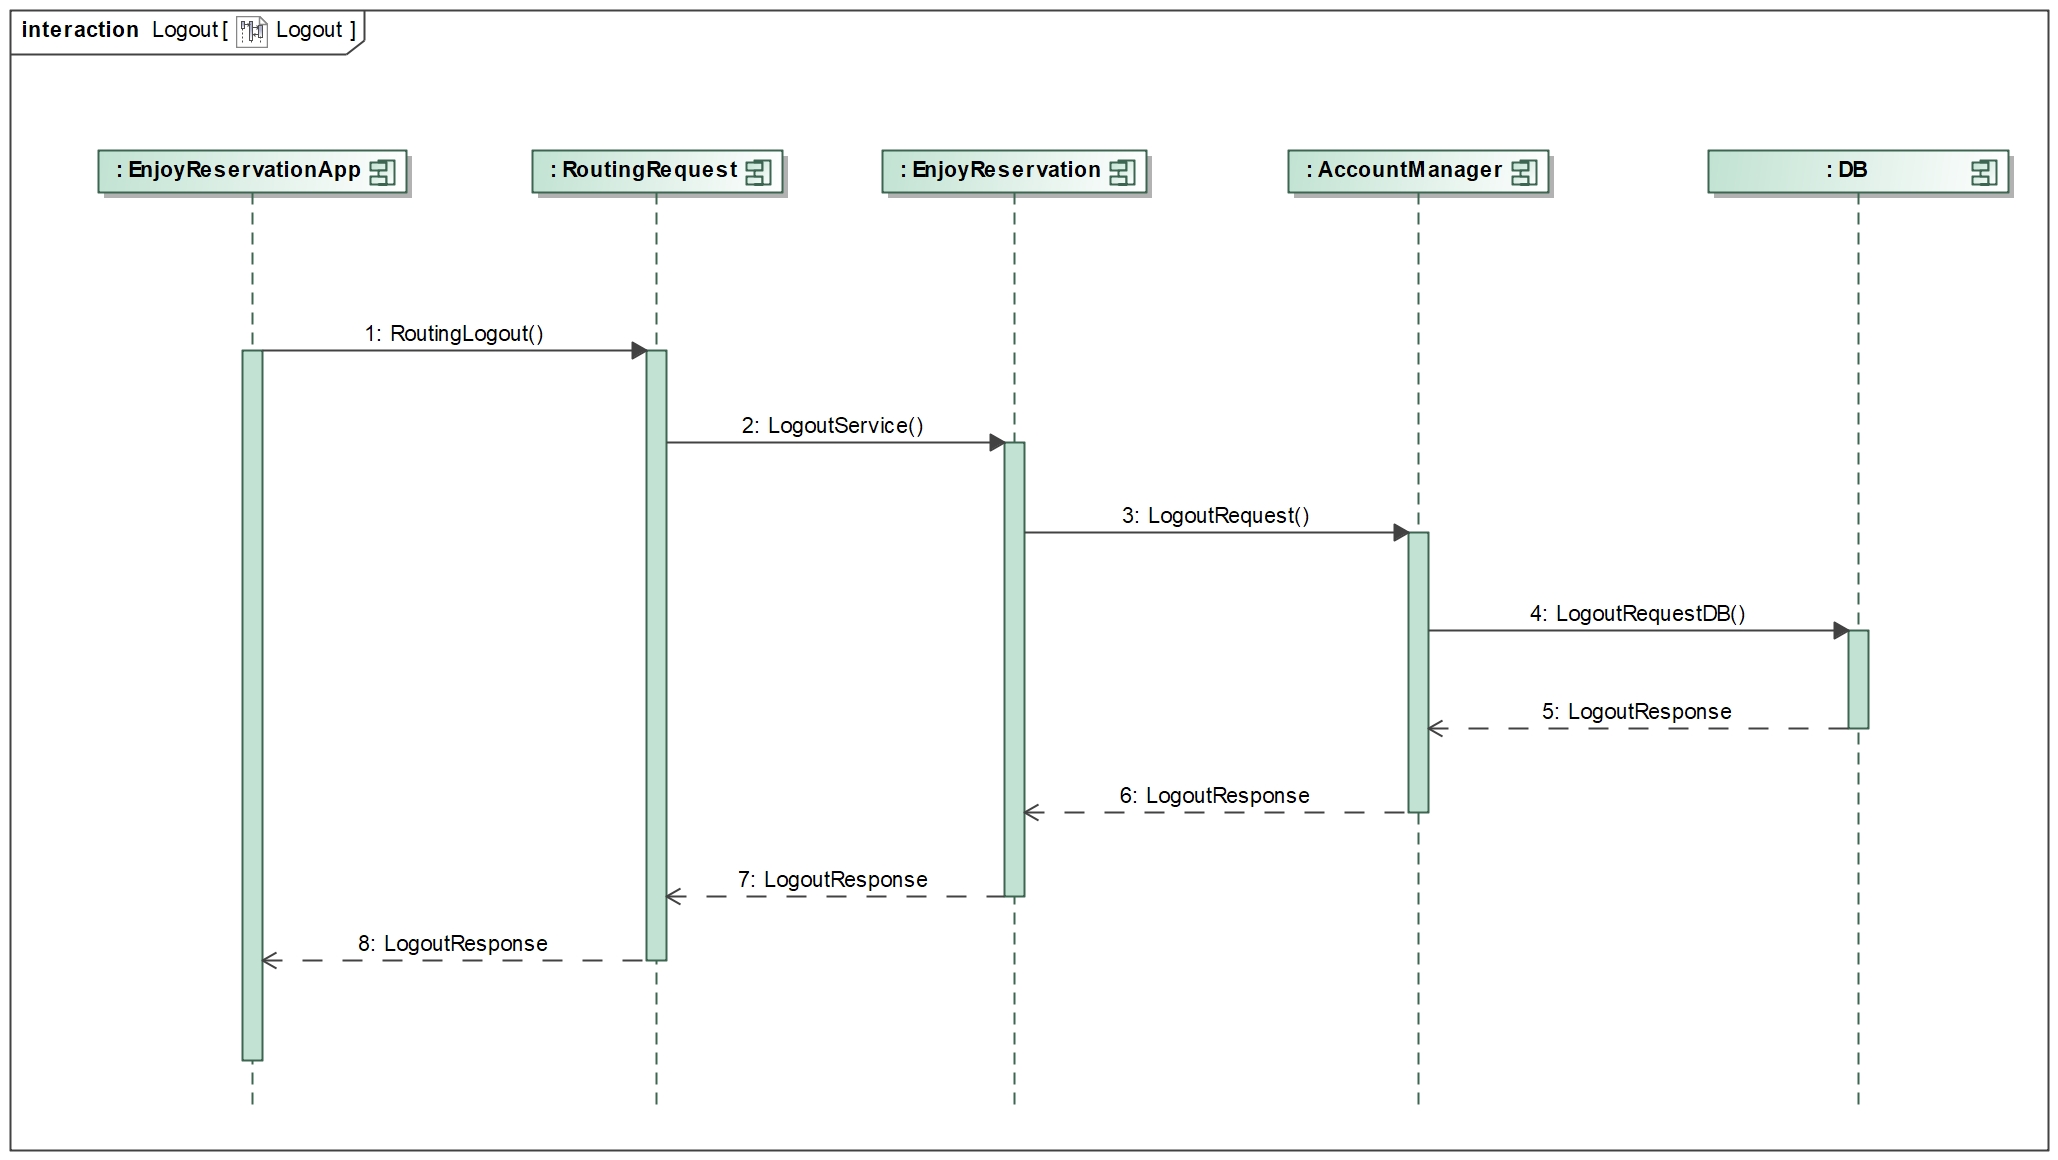 interaction Logout[ Logout ]
: EnjoyReservationApp
: RoutingRequest
: EnjoyReservation
: AccountManager
: DB
1: RoutingLogout()
2: LogoutService()
3: LogoutRequest()
4: LogoutRequestDB()
5: LogoutResponse
6: LogoutResponse
7: LogoutResponse
8: LogoutResponse